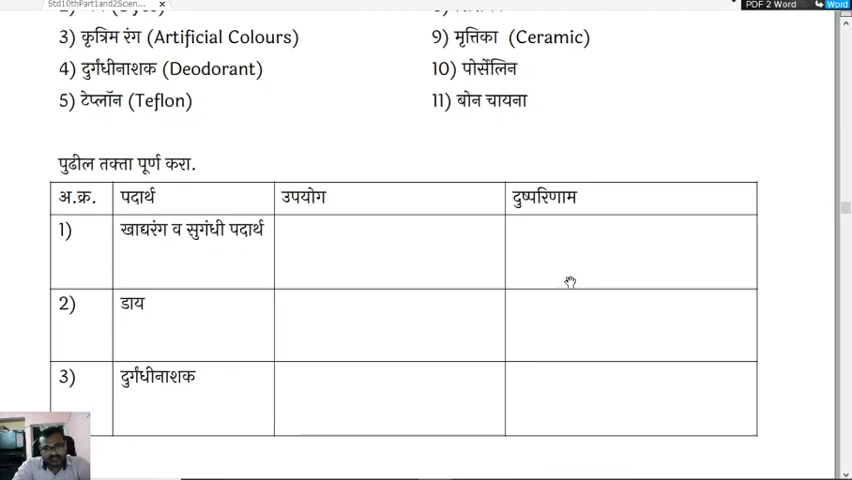 Std10thPart1and2Scien...
PDF 2 Word
Word
3) कृत्रिम रंग (Artificial Colours)
9) मृत्तिका (Ceramic)
4) दुर्गंधीनाशक (Deodorant)
10) पोर्सेलिन
5) टेप्लॉन (Teflon)
11) बोन चायना
पुढील तक्ता पूर्ण करा.
अ.क्र. पदार्थ उपयोग दुष्परिणाम
1) खाद्यरंग व सुगंधी पदार्थ
2) डाय
3) दुर्गंधीनाशक